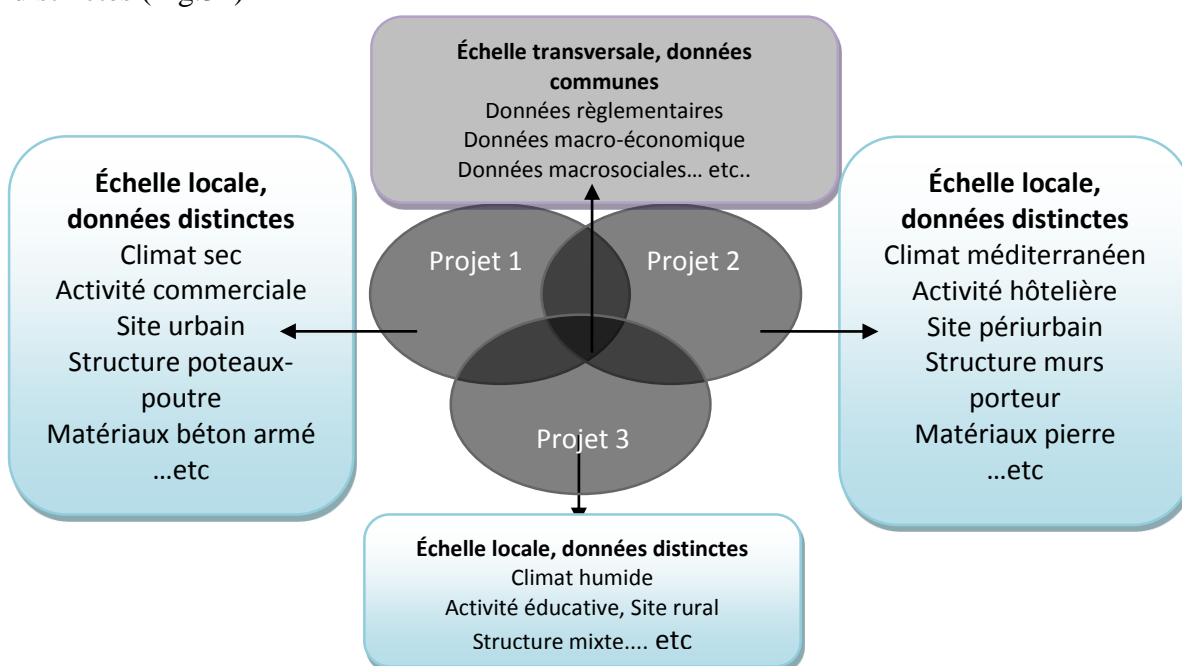 Échelle transversale, données
communes
Données règlementaires
Données macro-économique
Données macrosociales… etc..
Échelle locale,
données distinctes
Climat sec
Activité commerciale
Site urbain
Structure poteaux-
poutre
Matériaux béton armé
…etc
Projet 1
Projet 2
Projet 3
Échelle locale,
données distinctes
Climat méditerranéen
Activité hôtelière
Site périurbain
Structure murs
porteur
Matériaux pierre
…etc
Échelle locale, données distinctes
Climat humide
Activité éducative, Site rural
Structure mixte.... etc